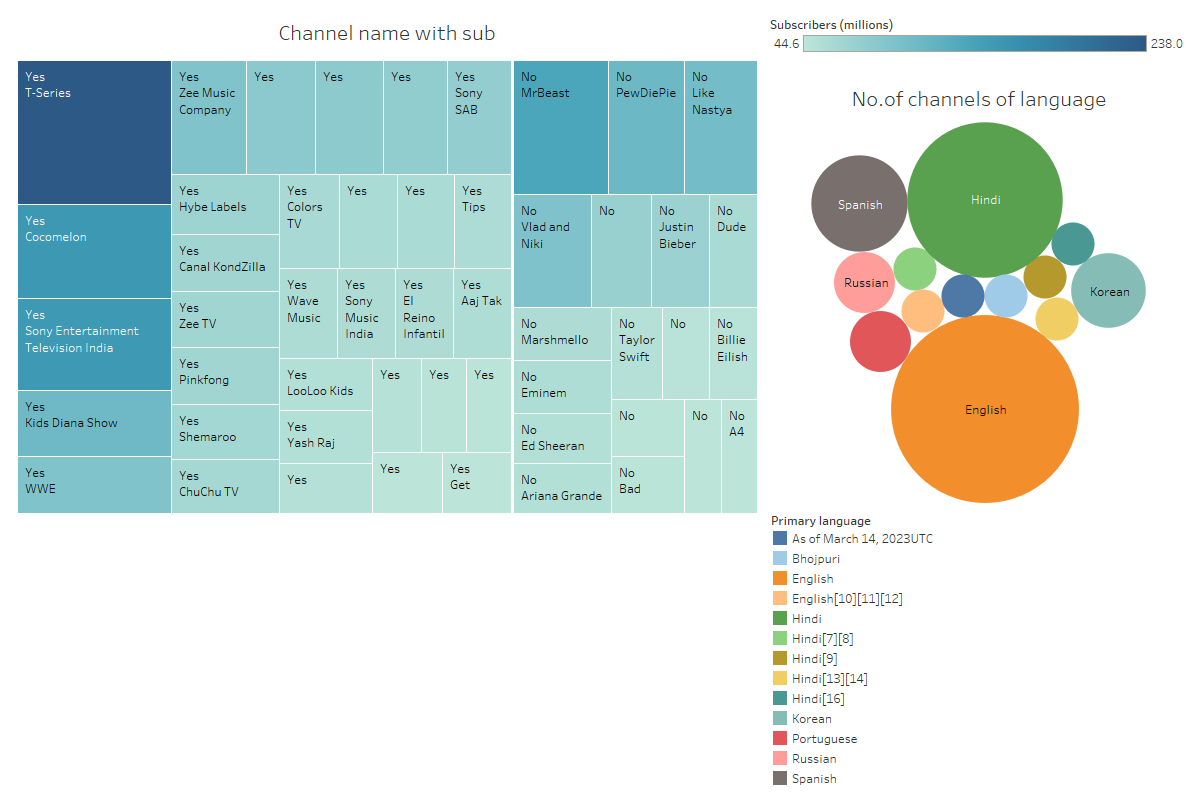 Channel name with sub
Yes
T-Series
Yes
Cocomelon
Yes
Sony Entertainment
Television India
Yes
Kids Diana Show
Yes
WWE
Yes
Zee Music
Company
Yes
Yes
Yes
Yes
Sony
SAB
Yes
Hybe Labels
Yes
Canal KondZilla
Yes
Zee TV
Yes
Pinkfong
Yes
Shemaroo
Yes
ChuChu TV
Yes
Colors
TV
Yes
Yes
Yes
Tips
Yes
Wave
Music
Yes
Sony
Music
India
Yes
El
Reino
Infantil
Yes
Aaj Tak
Yes
LooLoo Kids
Yes
Yash Raj
Yes
Yes
Yes
Yes
Yes
Yes
Get
No
MrBeast
No
PewDiePie
No
Like
Nastya
No
Vlad and
Niki
No
No
Justin
Bieber
No
Dude
No
Marshmello
No
Eminem
No
Ed Sheeran
No
Ariana Grande
No
Taylor
Swift
No
No
Billie
Eilish
No
No
Bad
No
No
A4
Subscribers (millions)
44.6
238.0
No.of channels of language
Hindi
Spanish
Russian
Korean
English
Primary language
As of March 14, 2023UTC
Bhojpuri
English
English[10][11][12]
Hindi
Hindi[7][8]
Hindi[9]
Hindi[13][14]
Hindi[16]
Korean
Portuguese
Russian
Spanish